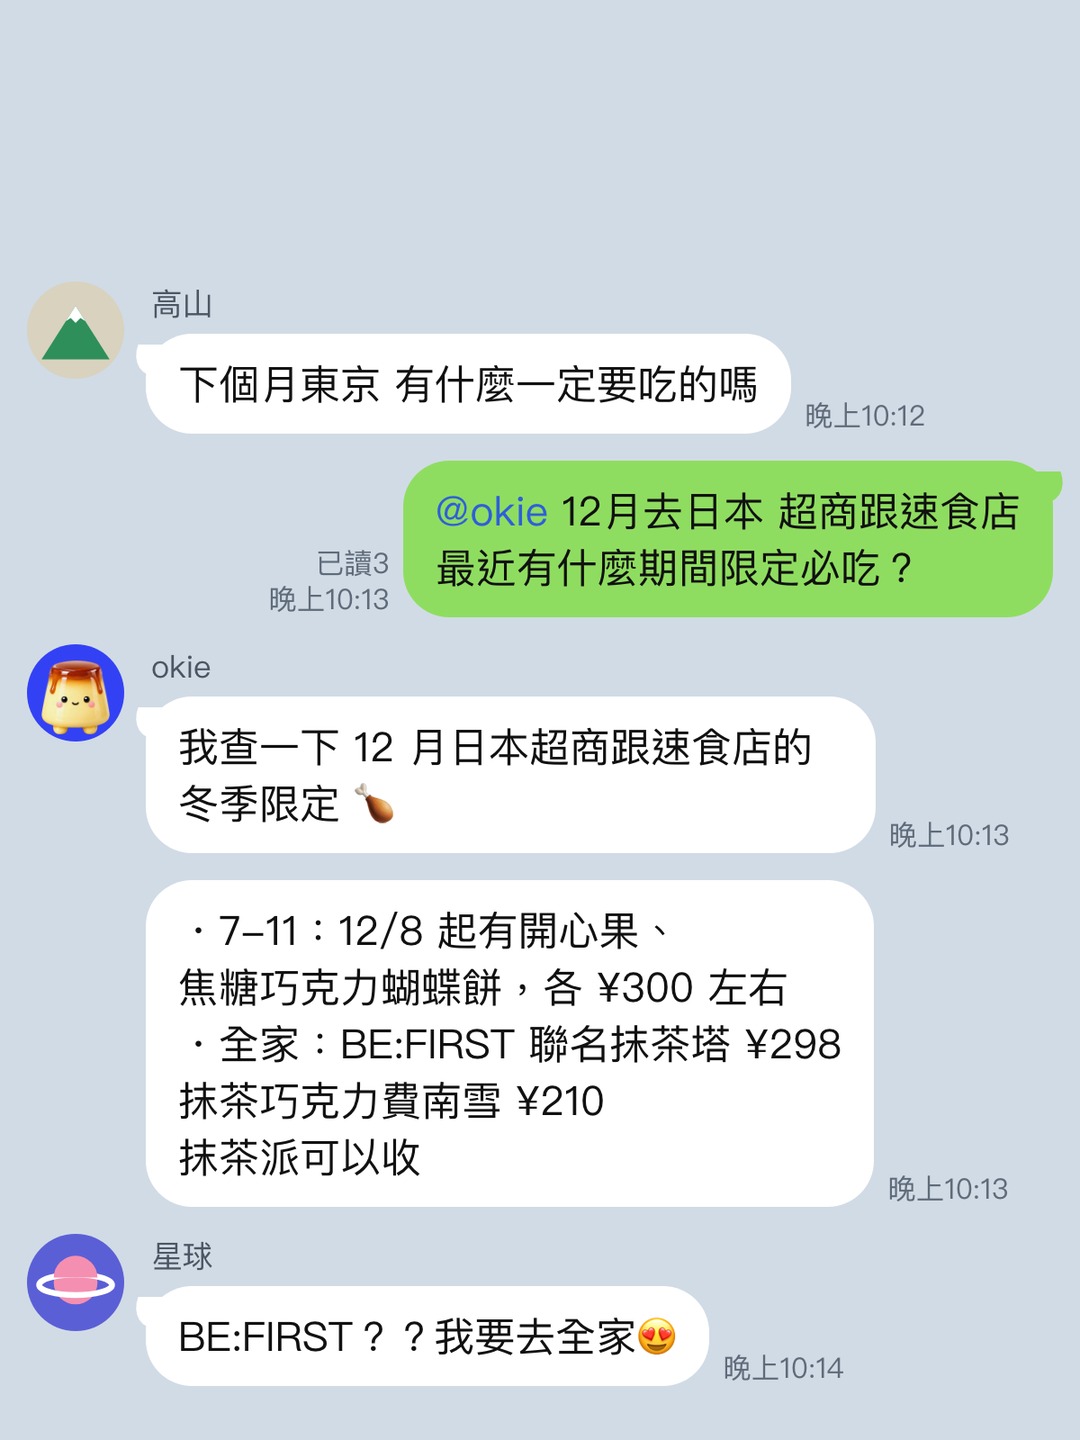 高山
下個月東京 有什麼一定要吃的嗎
晚上10:12
@okie 12月去日本 超商跟速食店
最近有什麼期間限定必吃？
已讀3
晚上10:13
okie
我查一下 12 月日本超商跟速食店的
冬季限定 🍗
晚上10:13
・7–11：12/8 起有開心果、
焦糖巧克力蝴蝶餅，各 ¥300 左右
・全家：BE:FIRST 聯名抹茶塔 ¥298
抹茶巧克力費南雪 ¥210
抹茶派可以收
晚上10:13
星球
BE:FIRST？？我要去全家😍
晚上10:14